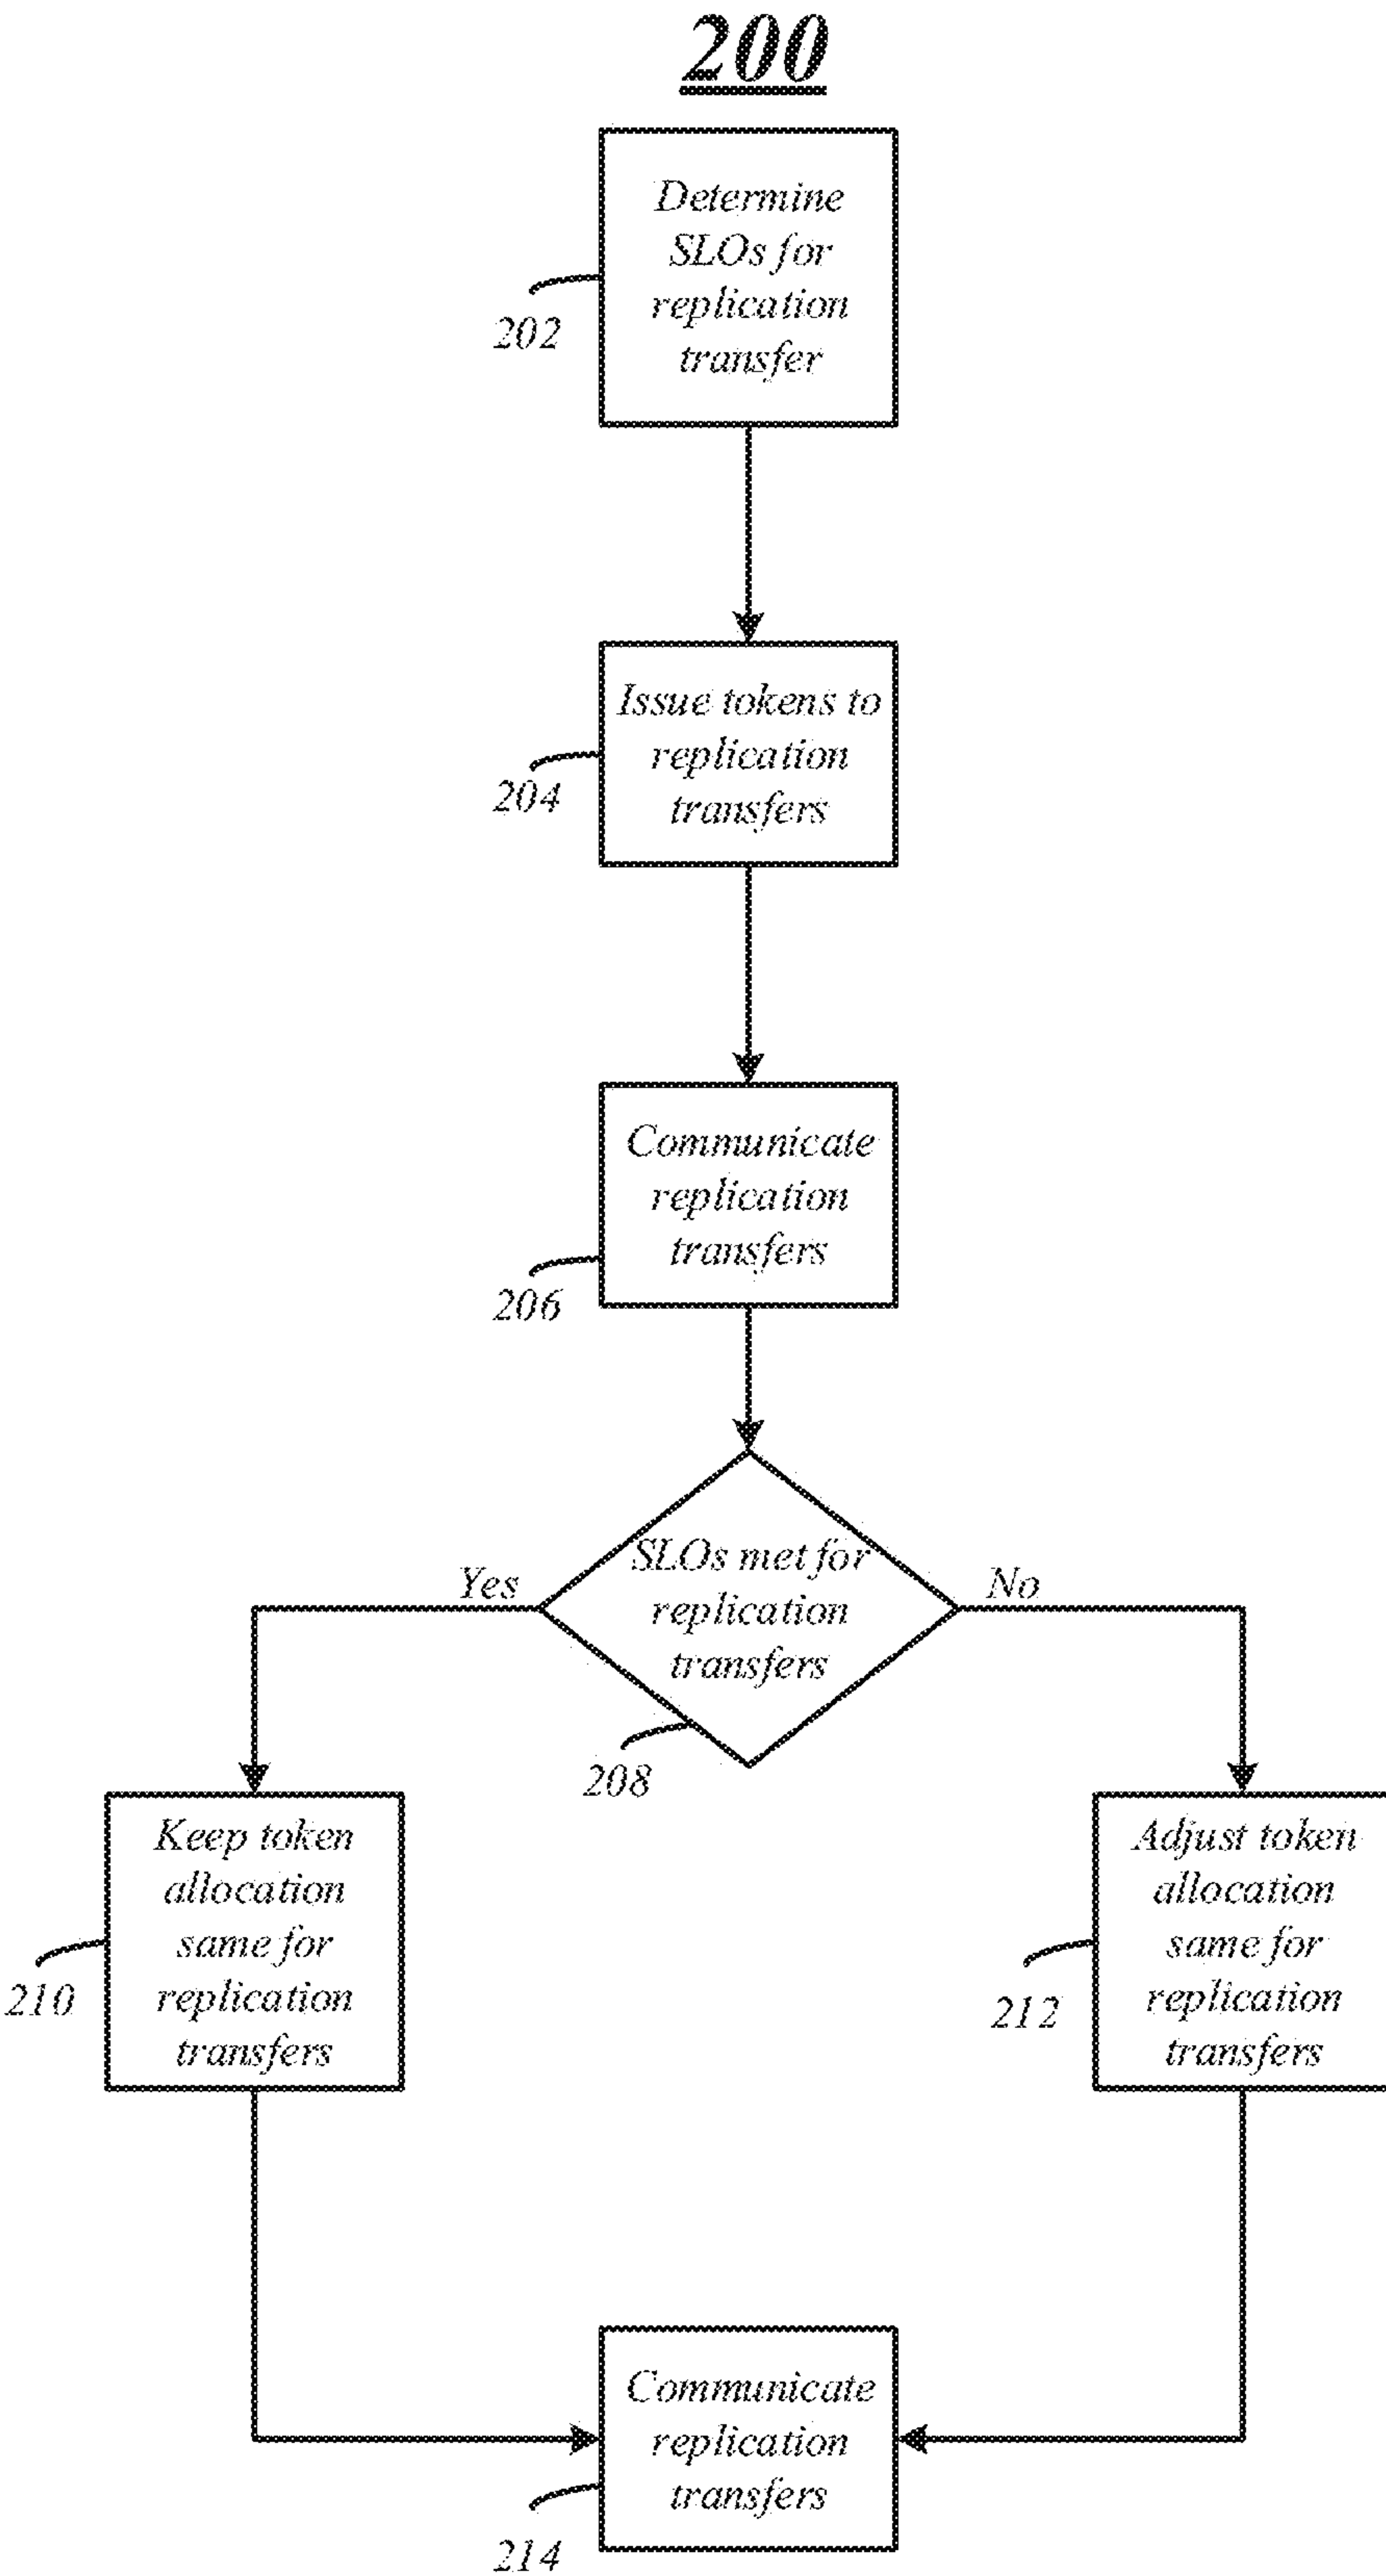 200
Determine
SLOs for
replication
transfer
202
Issue tokens to
replication
transfers
204
Communicate
replication
transfers
206
SLOs met for
replication
transfers
Yes
No
208
Keep token
allocation
same for
replication
transfers
210
Adjust token
allocation
same for
replication
transfers
212
Communicate
replication
transfers
214